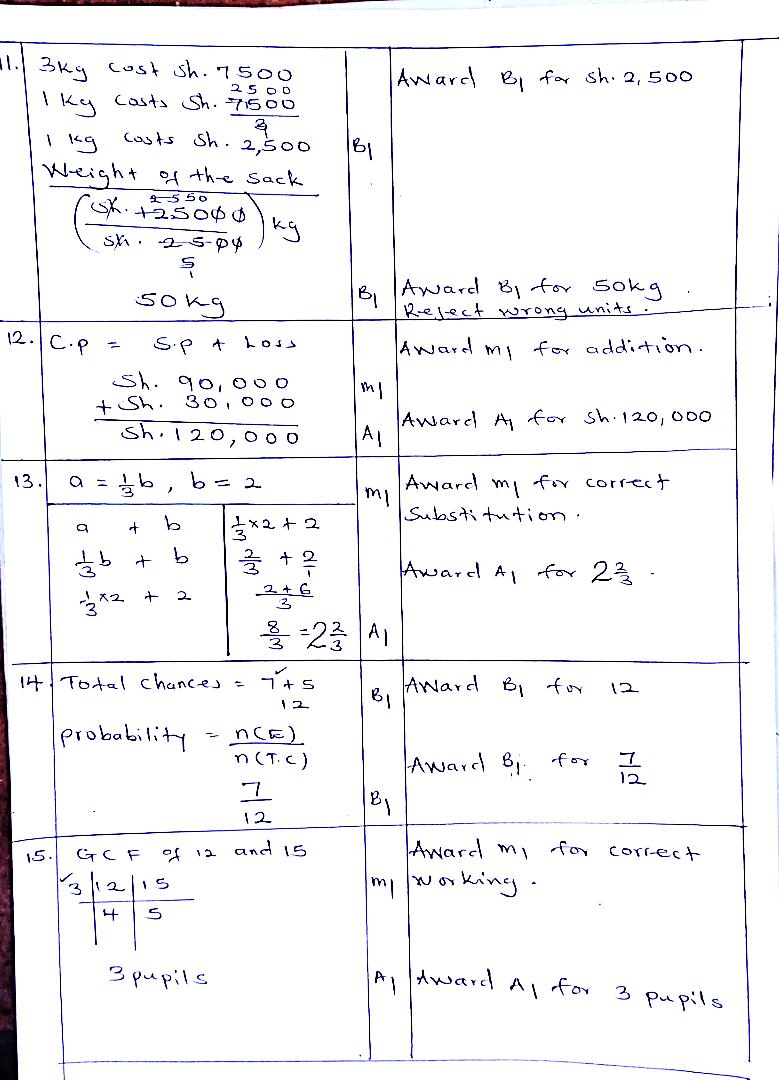 11. 3kg cost sh. 7500
2500
1 kg costs sh. 7500
3
1 kg costs sh. 2,500 B1
Award B1 for sh. 2,500
Weight of the sack
(sh. 125000 / sh. 2500) kg
5
1
50kg B1
Award B1 for 50kg.
Reject wrong units.
12. C.p = S.p + Loss
Award M1 for addition.
Sh. 90,000 M1
+ Sh. 30,000
Sh. 120,000 A1
Award A1 for sh. 120,000
13. a = 1/3 b, b = 2 M1
Award M1 for correct
Substitution.
a + b
1/3 b + b
1/3 x2 + 2
1/3 x2 + 2
2/3 + 2/1
2+6/3
8/3 = 2 2/3 A1
Award A1 for 2 2/3.
14. Total chances = 7+5
12 B1
Award B1 for 12
probability = n(E)/n(T.C)
7/12 B1
Award B1. for 7/12
15. GCF of 12 and 15
Award M1 for correct
working.
3 | 12 | 15 M1
4 | 5
3 pupils A1
Award A1 for 3 pupils